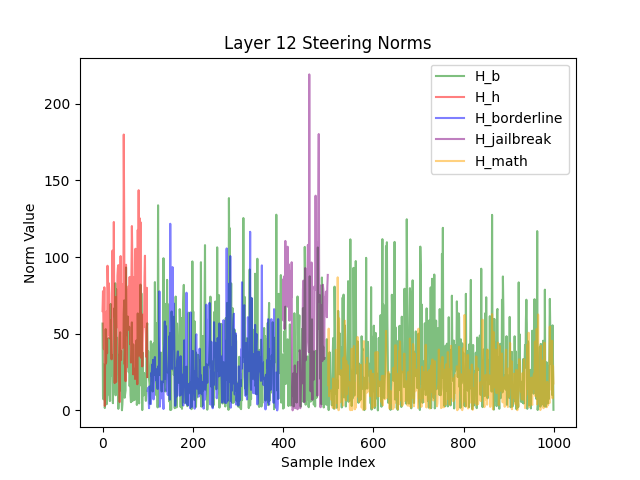 Layer 12 Steering Norms
H_b
H_h
H_borderline
H_jailbreak
H_math
Norm Value
200
150
100
50
0
0 200 400 600 800 1000
Sample Index